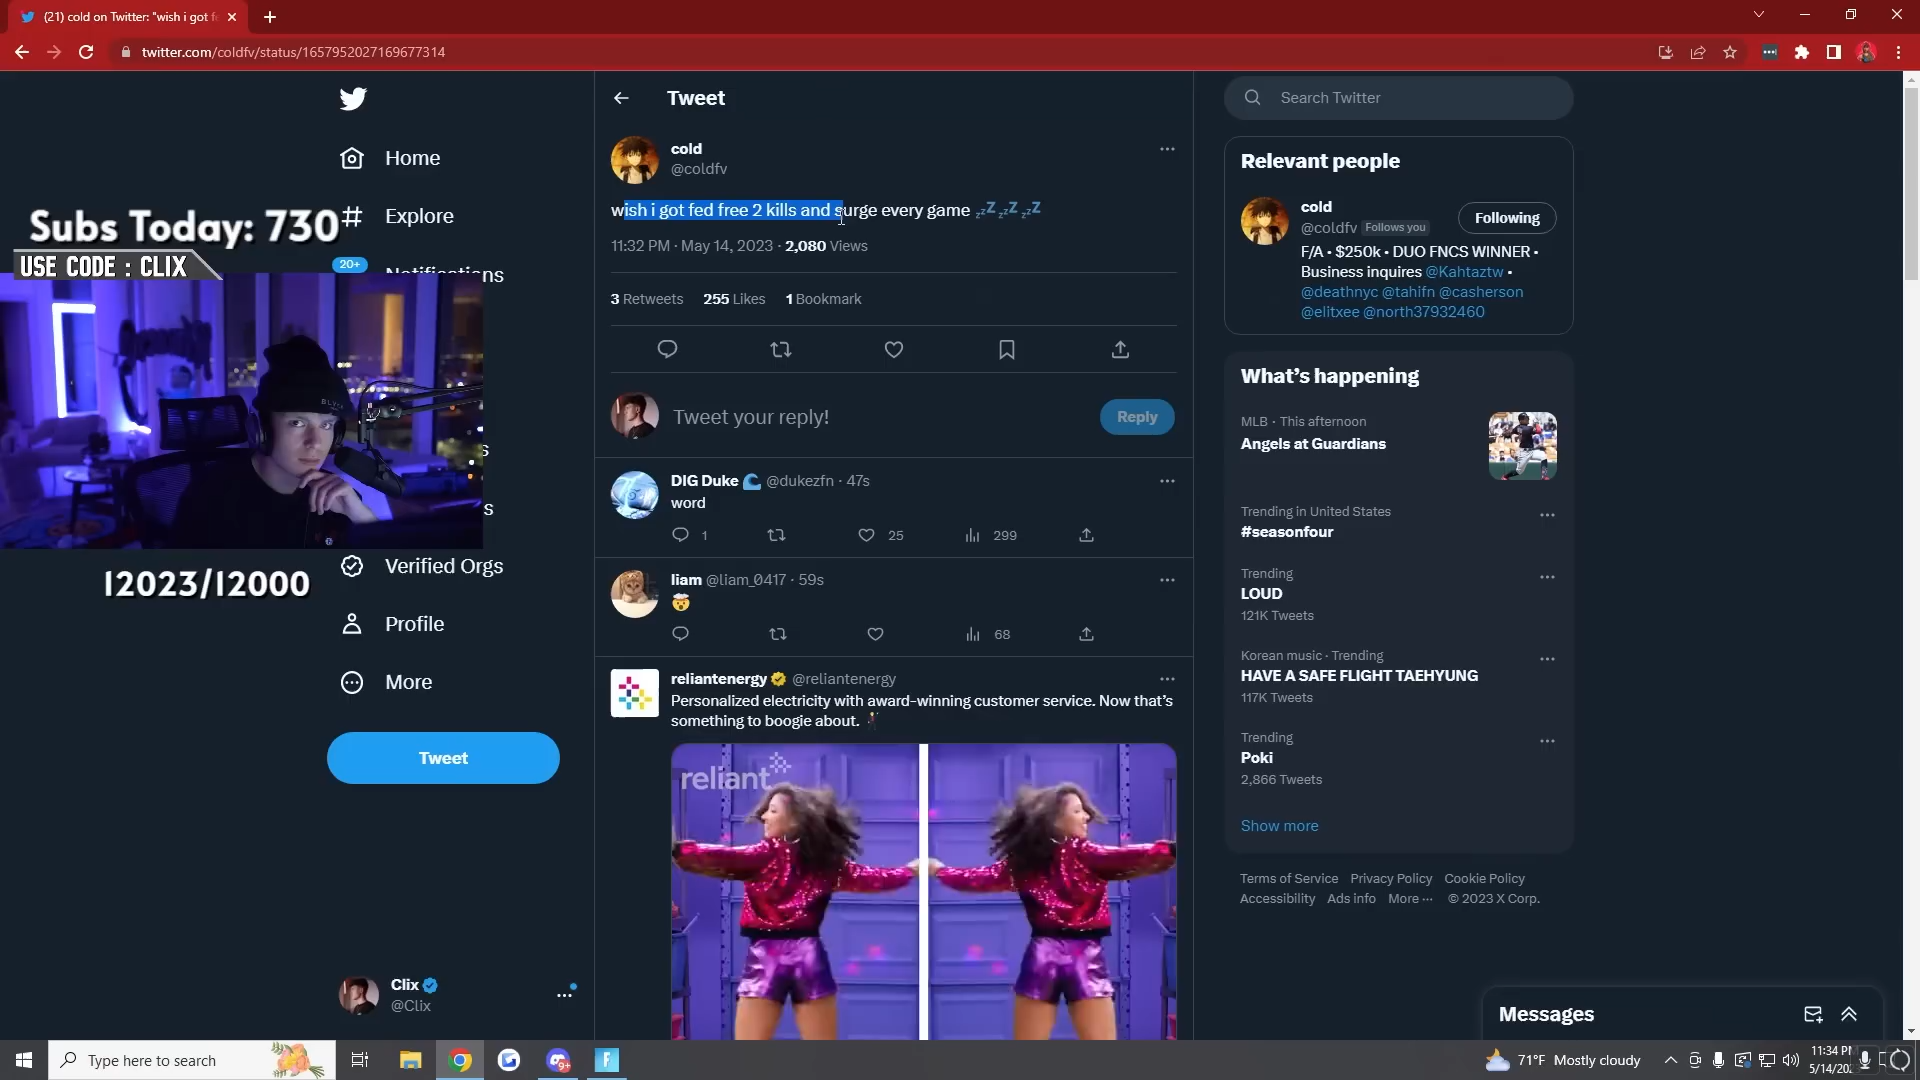 (21) cold on Twitter: "wish i got f
twitter.com/coldfv/status/1657952027169677314
Home
Explore
20+
Notifications
Verified Orgs
Profile
More
Tweet
Clix
@Clix
Subs Today: 730
USE CODE : CLIX
12023/12000
Tweet
cold
@coldfv
wish i got fed free 2 kills and surge every game 💤💤💤
11:32 PM · May 14, 2023 · 2,080 Views
3 Retweets 255 Likes 1 Bookmark
Tweet your reply!
Reply
DIG Duke 🌊 @dukezfn · 47s
word
1 25 299
liam @liam_0417 · 59s
🤯
68
reliantenergy @reliantenergy
Personalized electricity with award-winning customer service. Now that's
something to boogie about. 🕺
reliant
Search Twitter
Relevant people
cold
@coldfv Follows you
Following
F/A • $250k • DUO FNCS WINNER •
Business inquires @Kahtaztw •
@deathnyc @tahifn @casherson
@elitxee @north37932460
What's happening
MLB · This afternoon
Angels at Guardians
Trending in United States
#seasonfour
Trending
LOUD
121K Tweets
Korean music · Trending
HAVE A SAFE FLIGHT TAEHYUNG
117K Tweets
Trending
Poki
2,866 Tweets
Show more
Terms of Service Privacy Policy Cookie Policy
Accessibility Ads info More ··· © 2023 X Corp.
Messages
Type here to search
9+
71°F Mostly cloudy
11:34 PM
5/14/202